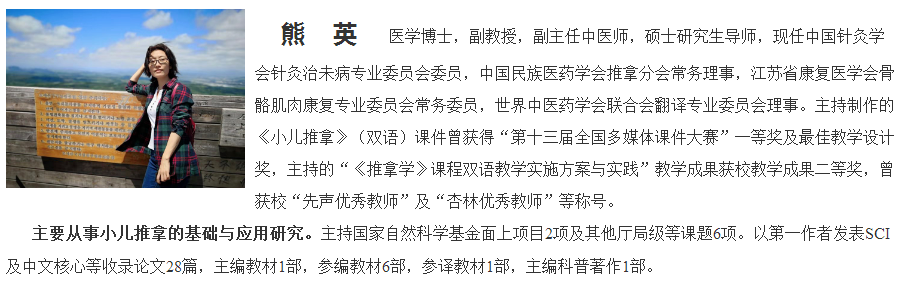 熊 英 医学博士，副教授，副主任中医师，硕士研究生导师，现任中国针灸学
会针灸治未病专业委员会委员，中国民族医药学会推拿分会常务理事，江苏省康复医学会骨
骼肌肉康复专业委员会常务委员，世界中医药学会联合会翻译专业委员会理事。主持制作的
《小儿推拿》（双语）课件曾获得“第十三届全国多媒体课件大赛”一等奖及最佳教学设计
奖，主持的“《推拿学》课程双语教学实施方案与实践”教学成果获校教学成果二等奖，曾
获校“先声优秀教师”及“杏林优秀教师”等称号。
主要从事小儿推拿的基础与应用研究。主持国家自然科学基金面上项目2项及其他厅局级等课题6项。以第一作者发表SCI
及中文核心等收录论文28篇，主编教材1部，参编教材6部，参译教材1部，主编科普著作1部。